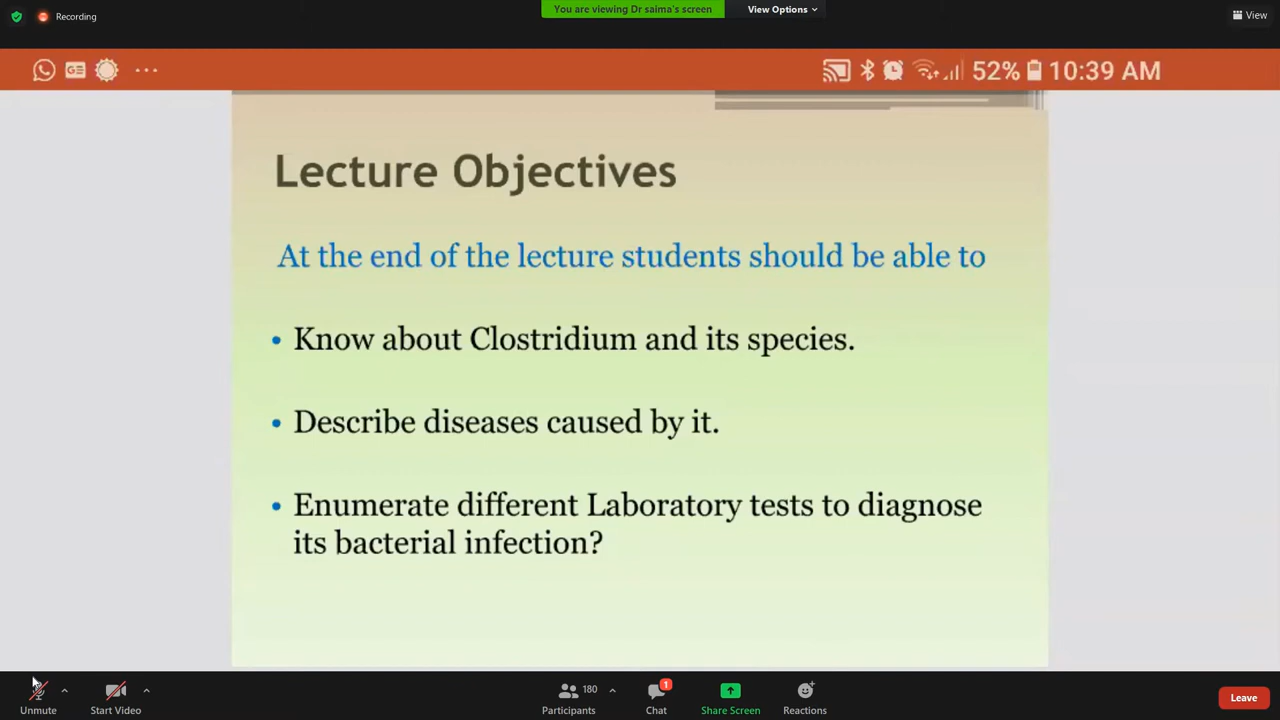 Recording
You are viewing Dr saima's screen
View Options
View
GE
52%
10:39 AM
Lecture Objectives
At the end of the lecture students should be able to
• Know about Clostridium and its species.
• Describe diseases caused by it.
• Enumerate different Laboratory tests to diagnose
its bacterial infection?
Unmute
Start Video
180
Participants
1
Chat
Share Screen
Reactions
Leave